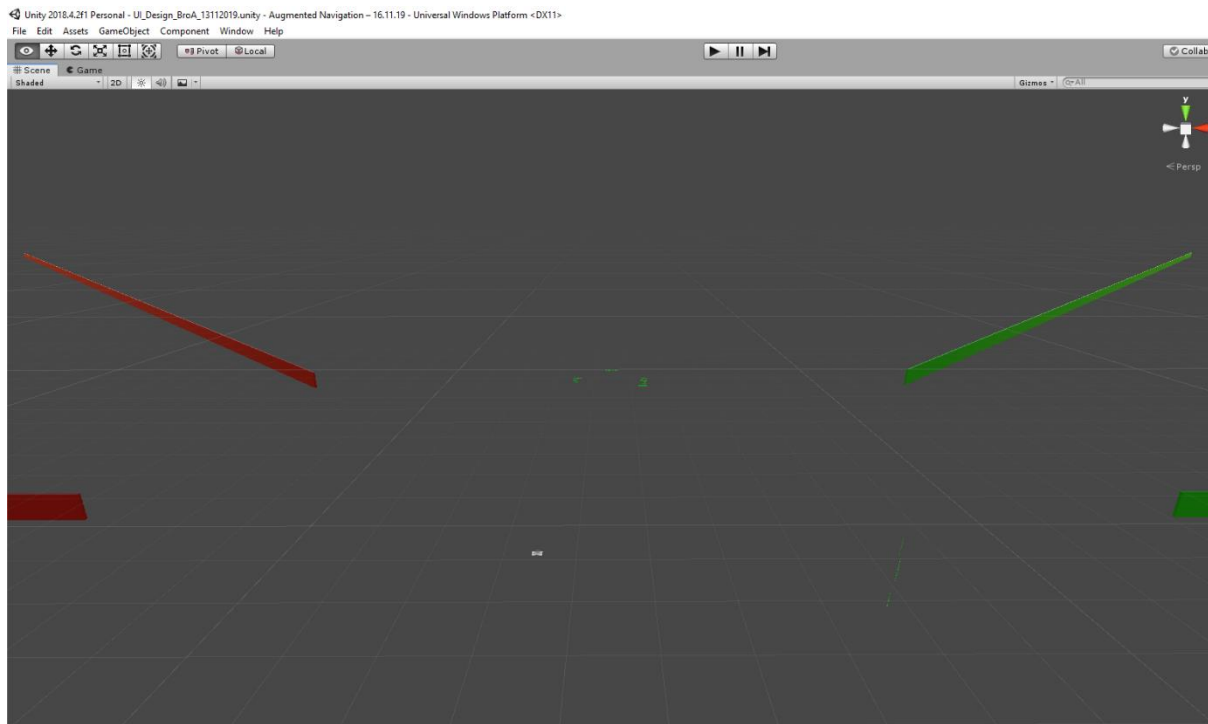 Unity 2018.4.2f1 Personal - UI_Design_BroA_13112019.unity - Augmented Navigation – 16.11.19 - Universal Windows Platform <DX11>
File Edit Assets GameObject Component Window Help
Pivot Local Collab
Scene Game
Shaded 2D Gizmos All
y
Persp